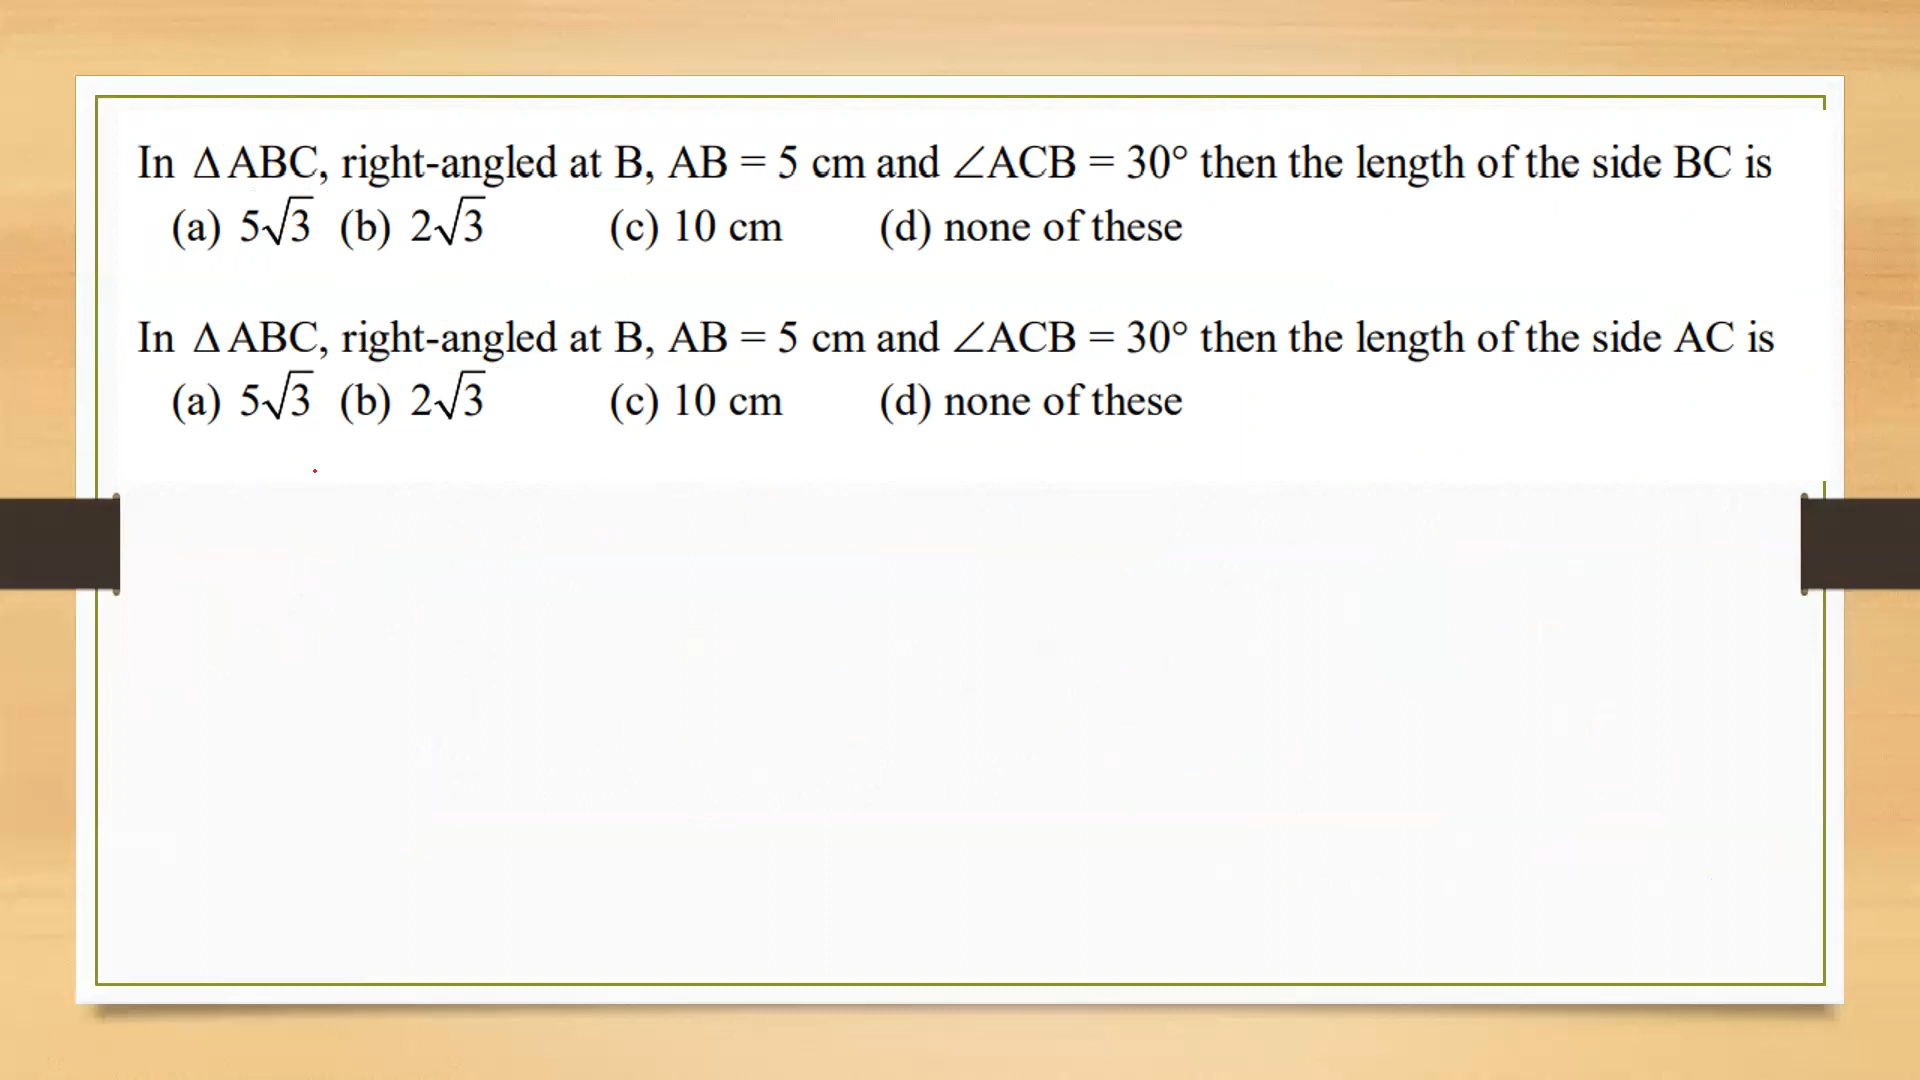 In Δ ABC, right-angled at B, AB = 5 cm and ∠ACB = 30° then the length of the side BC is
(a) 5√3 (b) 2√3 (c) 10 cm (d) none of these
In Δ ABC, right-angled at B, AB = 5 cm and ∠ACB = 30° then the length of the side AC is
(a) 5√3 (b) 2√3 (c) 10 cm (d) none of these